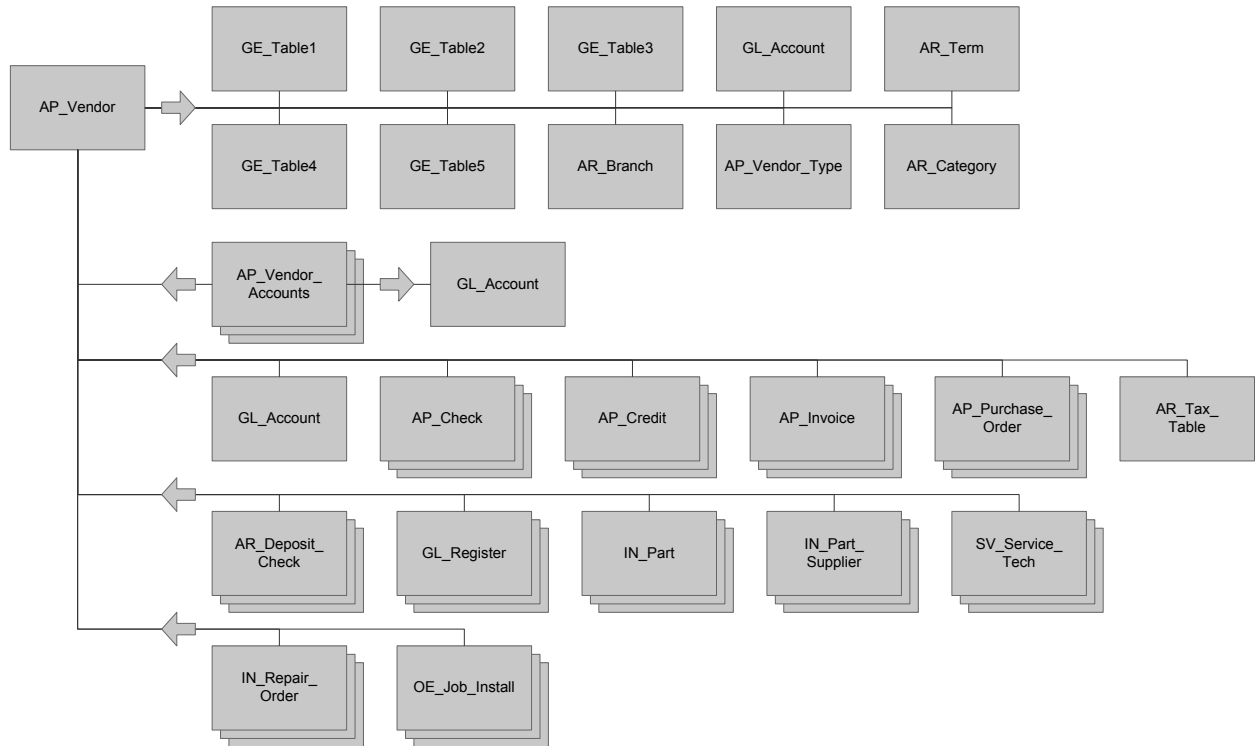 GE_Table1
GE_Table2
GE_Table3
GL_Account
AR_Term
AP_Vendor
GE_Table4
GE_Table5
AR_Branch
AP_Vendor_Type
AR_Category
AP_Vendor_
Accounts
GL_Account
GL_Account
AP_Check
AP_Credit
AP_Invoice
AP_Purchase_
Order
AR_Tax_
Table
AR_Deposit_
Check
GL_Register
IN_Part
IN_Part_
Supplier
SV_Service_
Tech
IN_Repair_
Order
OE_Job_Install